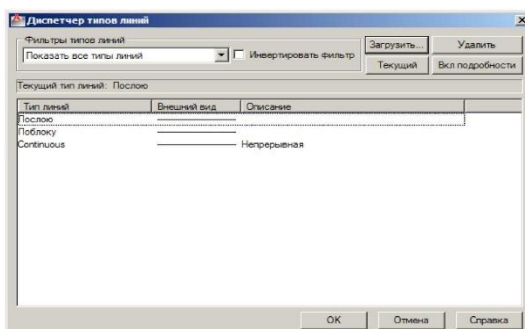 Диспетчер типов линий
Фильтры типов линий
Показать все типы линий
Инвертировать фильтр
Загрузить...
Удалить
Текущий
Вкл подробности
Текущий тип линий: Послою
Тип линий Внешний вид Описание
Послою
Поблоку
Continuous Непрерывная
OK Отмена Справка